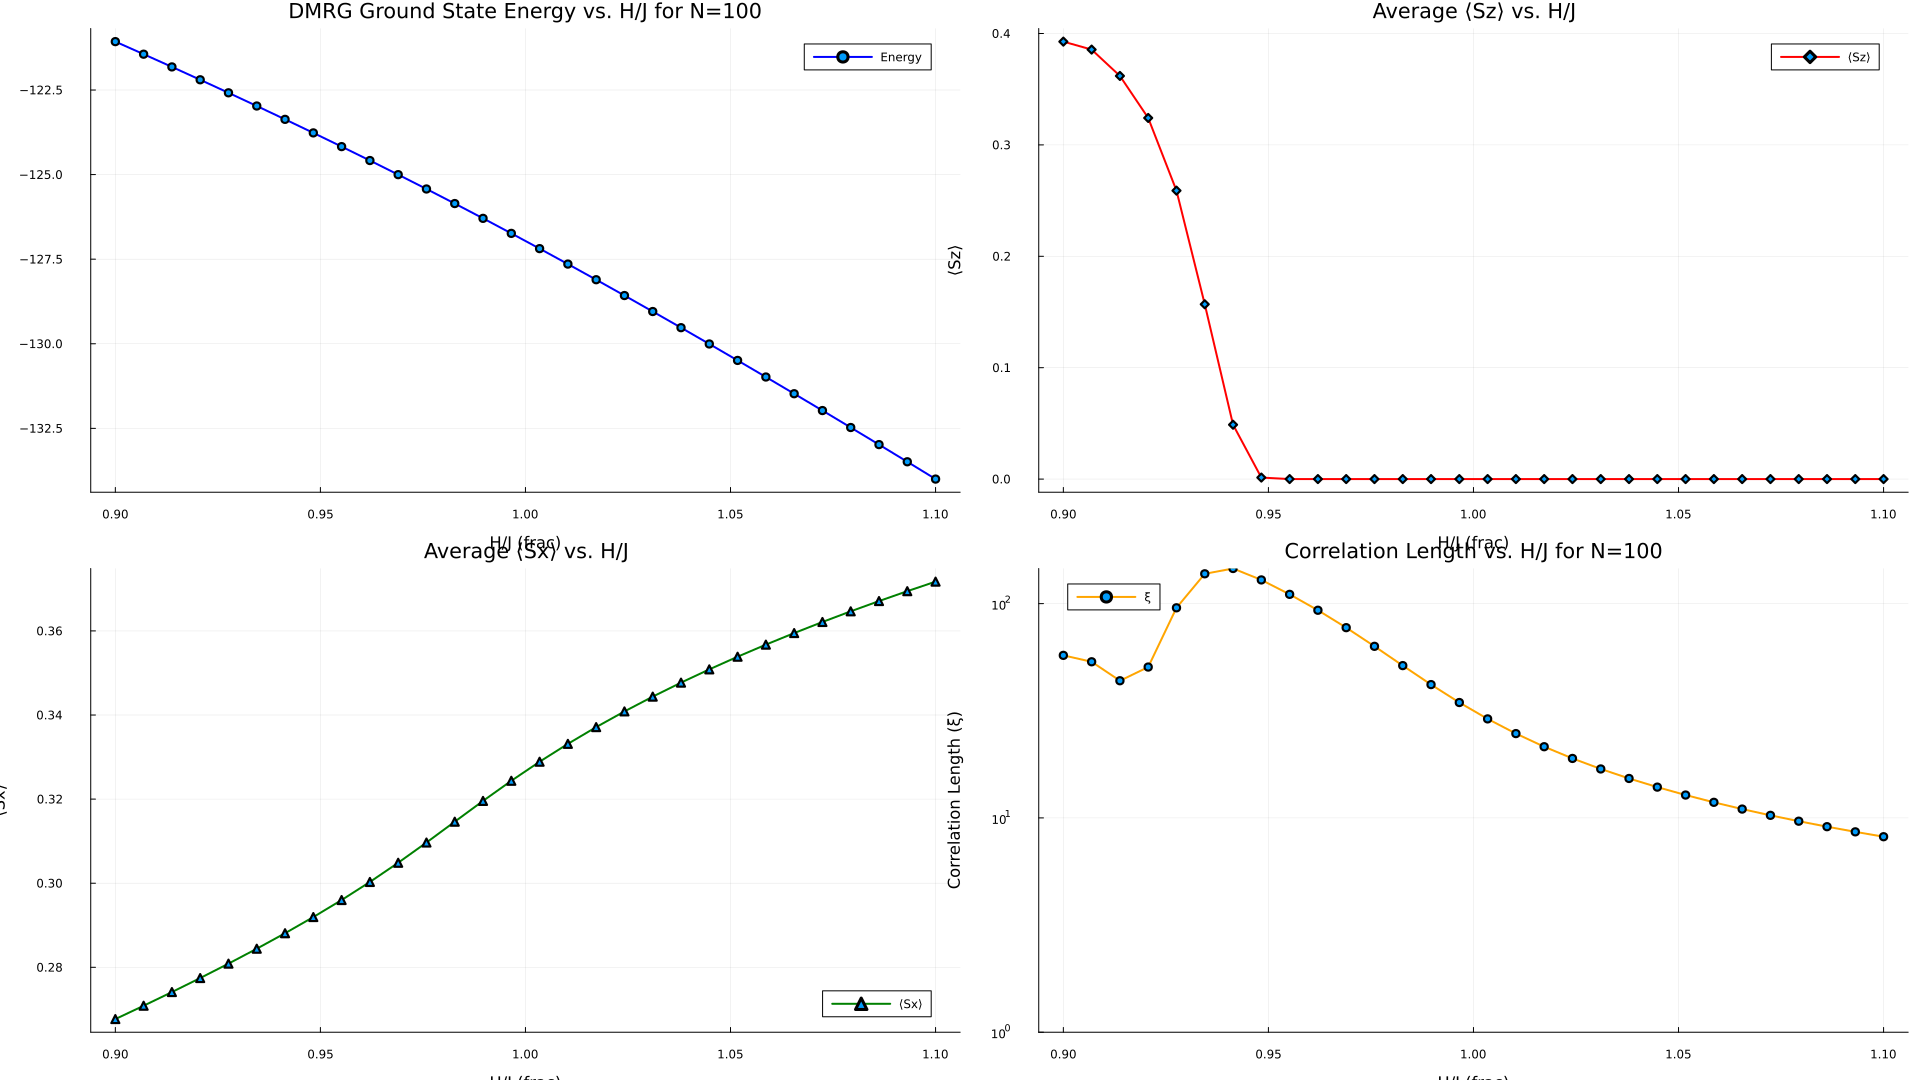 DMRG Ground State Energy vs. H/J for N=100
Energy
−122.5
−125.0
−127.5
−130.0
−132.5
0.90 0.95 1.00 1.05 1.10
H/J (frac)
Average ⟨Sz⟩ vs. H/J
⟨Sz⟩
⟨Sz⟩
0.4
0.3
0.2
0.1
0.0
0.90 0.95 1.00 1.05 1.10
H/J (frac)
Average ⟨Sx⟩ vs. H/J
⟨Sx⟩
0.36
0.34
0.32
0.30
0.28
⟨Sx⟩
0.90 0.95 1.00 1.05 1.10
H/J (frac)
Correlation Length vs. H/J for N=100
ξ
Correlation Length (ξ)
10²
10¹
10⁰
0.90 0.95 1.00 1.05 1.10
H/J (frac)